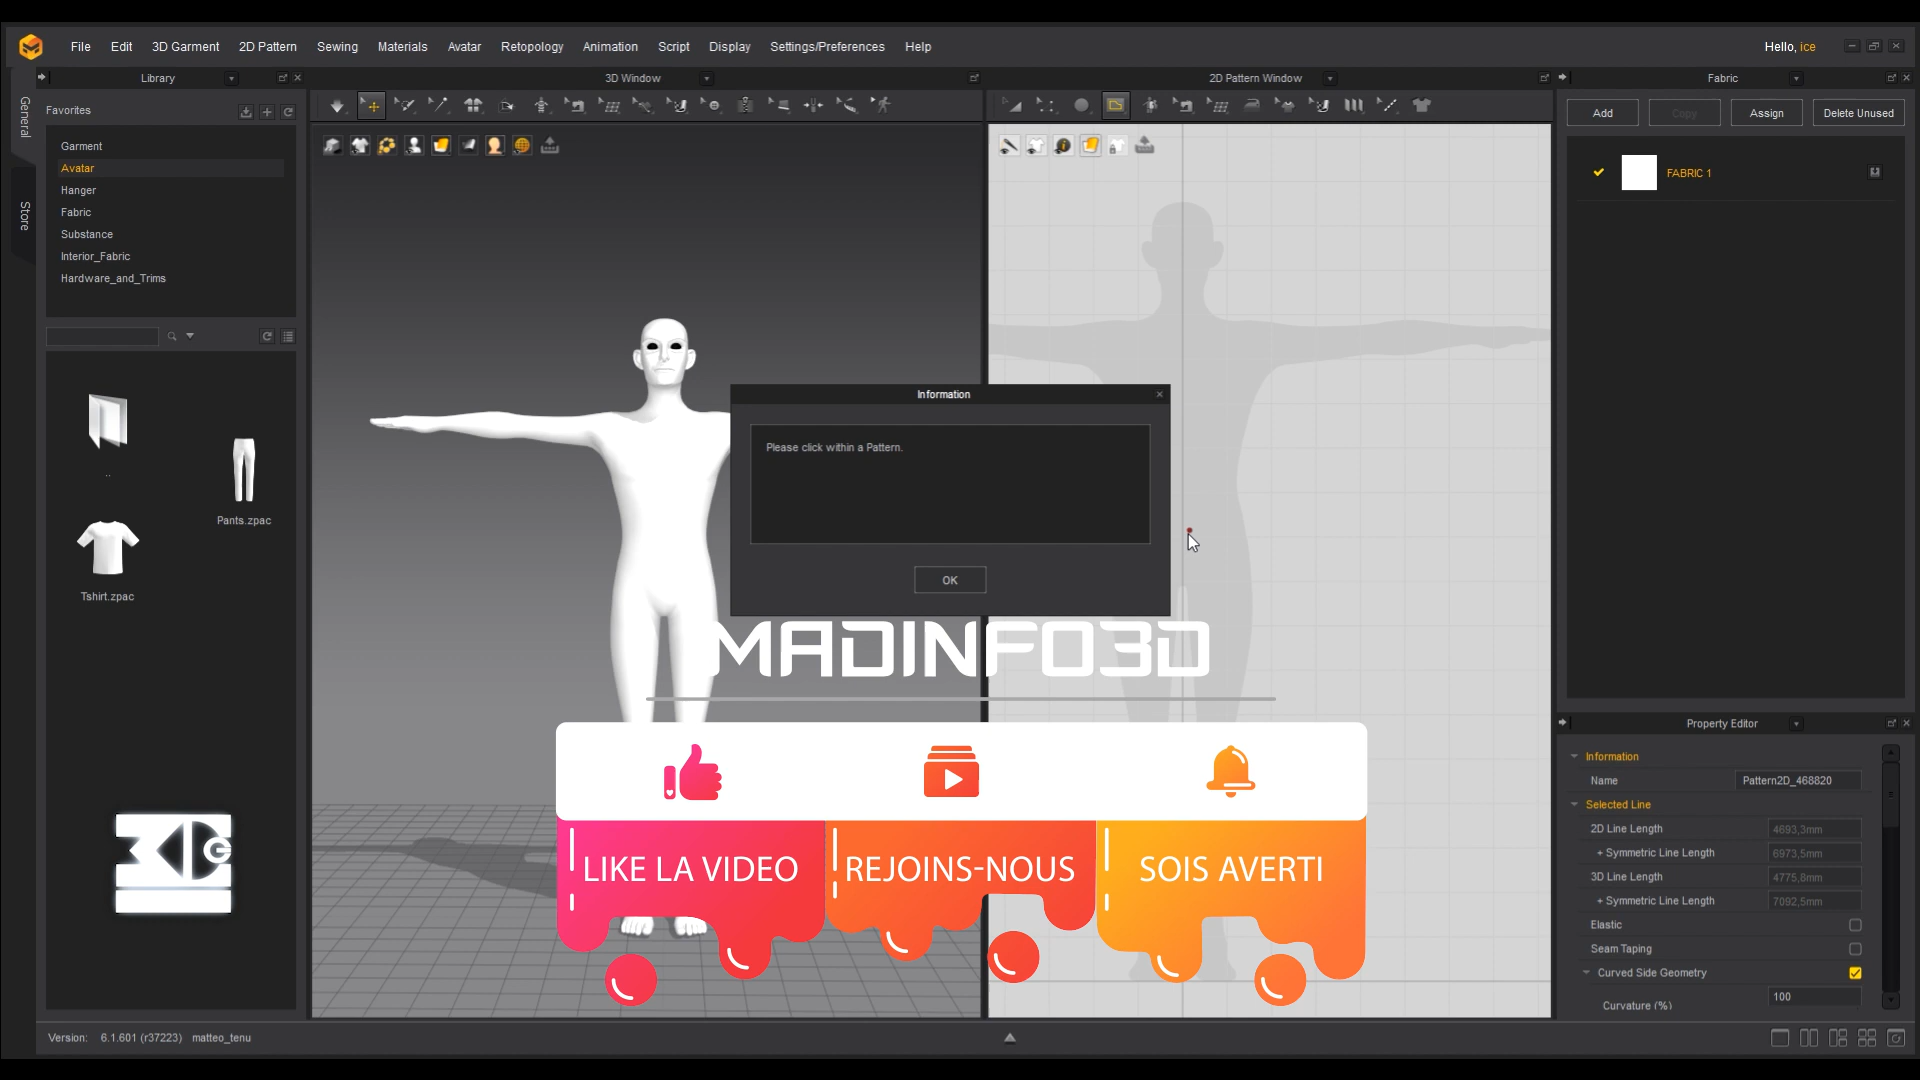 File Edit 3D Garment 2D Pattern Sewing Materials Avatar Retopology Animation Script Display Settings/Preferences Help
Hello, ice
Library
3D Window
2D Pattern Window
Fabric
General
Store
Favorites
Garment
Avatar
Hanger
Fabric
Substance
Interior_Fabric
Hardware_and_Trims
..
Pants.zpac
Tshirt.zpac
Add
Copy
Assign
Delete Unused
FABRIC 1
Information
Please click within a Pattern.
OK
MADINFO3D
LIKE LA VIDEO
REJOINS-NOUS
SOIS AVERTI
Property Editor
Information
Name Pattern2D_468820
Selected Line
2D Line Length 4693,3mm
+ Symmetric Line Length 6973,5mm
3D Line Length 4775,8mm
+ Symmetric Line Length 7092,5mm
Elastic
Seam Taping
Curved Side Geometry
Curvature (%) 100
Version: 6.1.601 (r37223) matteo_tenu